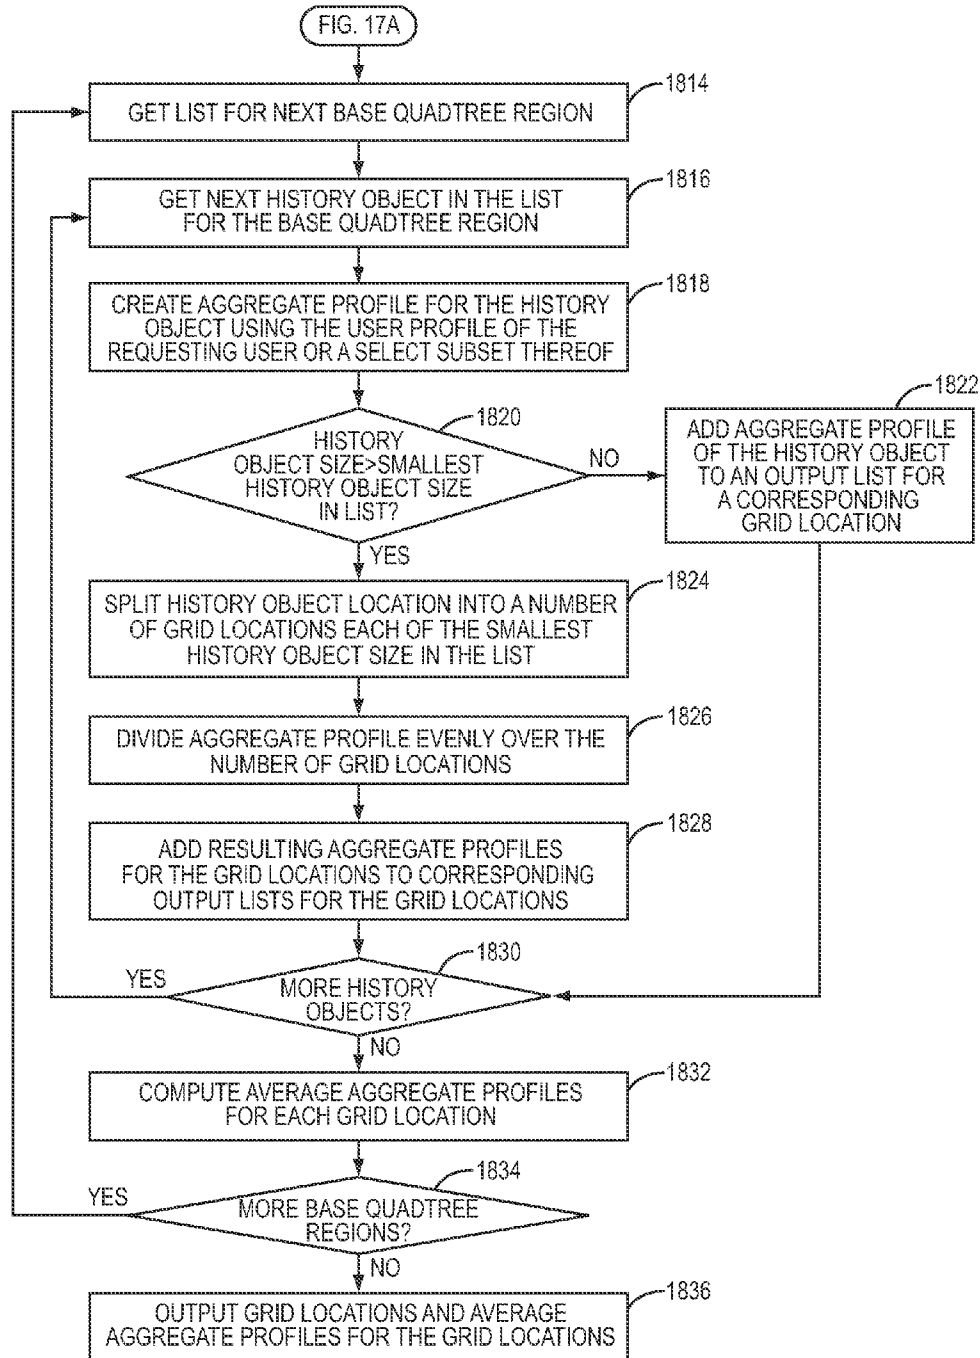 FIG. 17A
1814
GET LIST FOR NEXT BASE QUADTREE REGION
1816
GET NEXT HISTORY OBJECT IN THE LIST
FOR THE BASE QUADTREE REGION
1818
CREATE AGGREGATE PROFILE FOR THE HISTORY
OBJECT USING THE USER PROFILE OF THE
REQUESTING USER OR A SELECT SUBSET THEREOF
1820
HISTORY
OBJECT SIZE>SMALLEST
HISTORY OBJECT SIZE
IN LIST?
NO
YES
1822
ADD AGGREGATE PROFILE
OF THE HISTORY OBJECT
TO AN OUTPUT LIST FOR
A CORRESPONDING
GRID LOCATION
1824
SPLIT HISTORY OBJECT LOCATION INTO A NUMBER
OF GRID LOCATIONS EACH OF THE SMALLEST
HISTORY OBJECT SIZE IN THE LIST
1826
DIVIDE AGGREGATE PROFILE EVENLY OVER THE
NUMBER OF GRID LOCATIONS
1828
ADD RESULTING AGGREGATE PROFILES
FOR THE GRID LOCATIONS TO CORRESPONDING
OUTPUT LISTS FOR THE GRID LOCATIONS
1830
YES
MORE HISTORY
OBJECTS?
NO
1832
COMPUTE AVERAGE AGGREGATE PROFILES
FOR EACH GRID LOCATION
1834
YES
MORE BASE QUADTREE
REGIONS?
NO
1836
OUTPUT GRID LOCATIONS AND AVERAGE
AGGREGATE PROFILES FOR THE GRID LOCATIONS